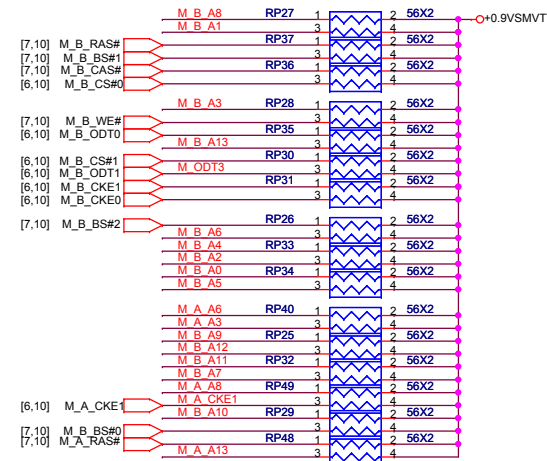 M_B_A8 RP27 1 2 56X2 +0.9VSMVT
M_B_A1 3 4
[7,10] M_B_RAS# RP37 1 2 56X2
[7,10] M_B_BS#1 3 4
[7,10] M_B_CAS# RP36 1 2 56X2
[6,10] M_B_CS#0 3 4
M_B_A3 RP28 1 2 56X2
[7,10] M_B_WE# 3 4
[6,10] M_B_ODT0 RP35 1 2 56X2
M_B_A13 3 4
[6,10] M_B_CS#1 RP30 1 2 56X2
[6,10] M_B_ODT1 M_ODT3 3 4
[6,10] M_B_CKE1 RP31 1 2 56X2
[6,10] M_B_CKE0 3 4
[7,10] M_B_BS#2 RP26 1 2 56X2
M_B_A6 3 4
M_B_A4 RP33 1 2 56X2
M_B_A2 3 4
M_B_A0 RP34 1 2 56X2
M_B_A5 3 4
M_A_A6 RP40 1 2 56X2
M_A_A3 3 4
M_B_A9 RP25 1 2 56X2
M_B_A12 3 4
M_B_A11 RP32 1 2 56X2
M_B_A7 3 4
M_A_A8 RP49 1 2 56X2
[6,10] M_A_CKE1 M_A_CKE1 3 4
M_B_A10 RP29 1 2 56X2
[7,10] M_B_BS#0 3 4
[7,10] M_A_RAS# RP48 1 2 56X2
M_A_A13 3 4